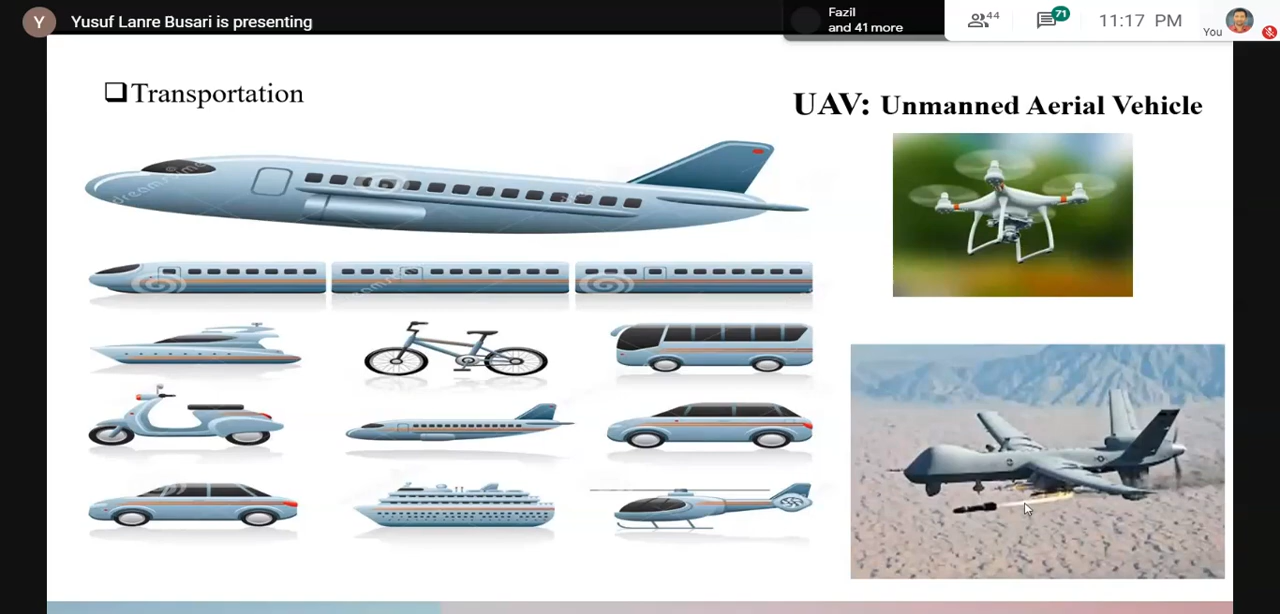 Y
Yusuf Lanre Busari is presenting
Fazil
and 41 more
44
71
11:17 PM
You
Transportation
UAV: Unmanned Aerial Vehicle